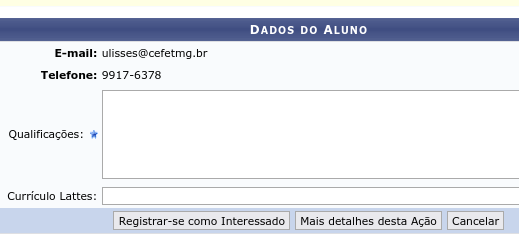 DADOS DO ALUNO
E-mail: ulisses@cefetmg.br
Telefone: 9917-6378
Qualificações:
Currículo Lattes:
Registrar-se como Interessado Mais detalhes desta Ação Cancelar